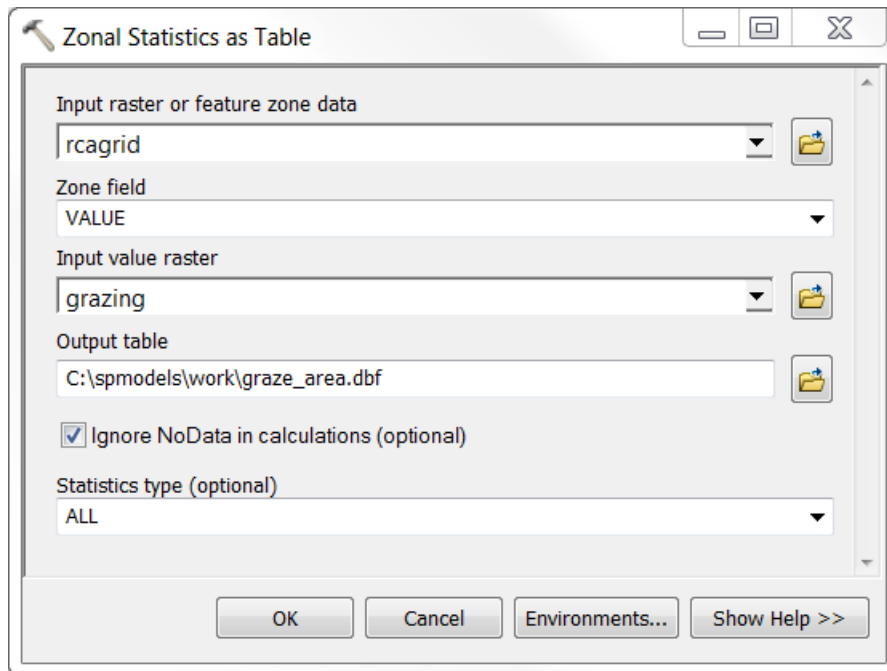 Zonal Statistics as Table
Input raster or feature zone data
rcagrid
Zone field
VALUE
Input value raster
grazing
Output table
C:\spmodels\work\graze_area.dbf
Ignore NoData in calculations (optional)
Statistics type (optional)
ALL
OK Cancel Environments... Show Help >>